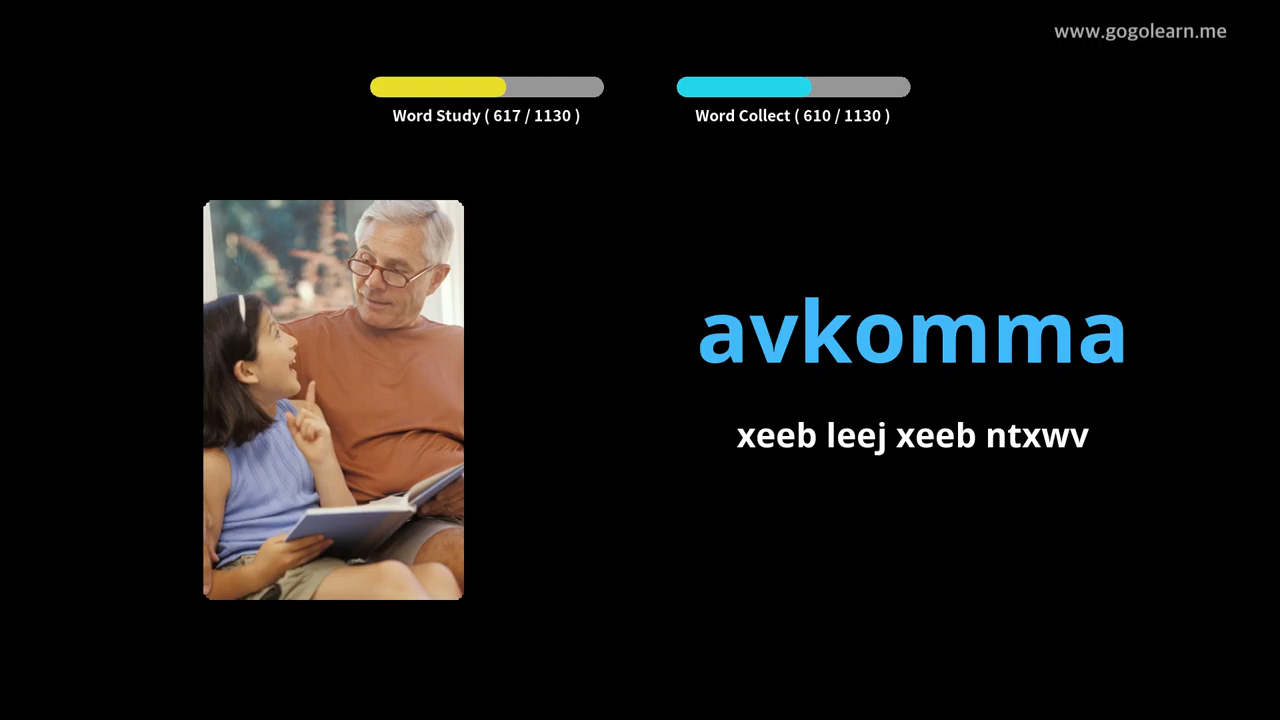 www.gogolearn.me
Word Study ( 617 / 1130 )
Word Collect ( 610 / 1130 )
avkomma
xeeb leej xeeb ntxwv